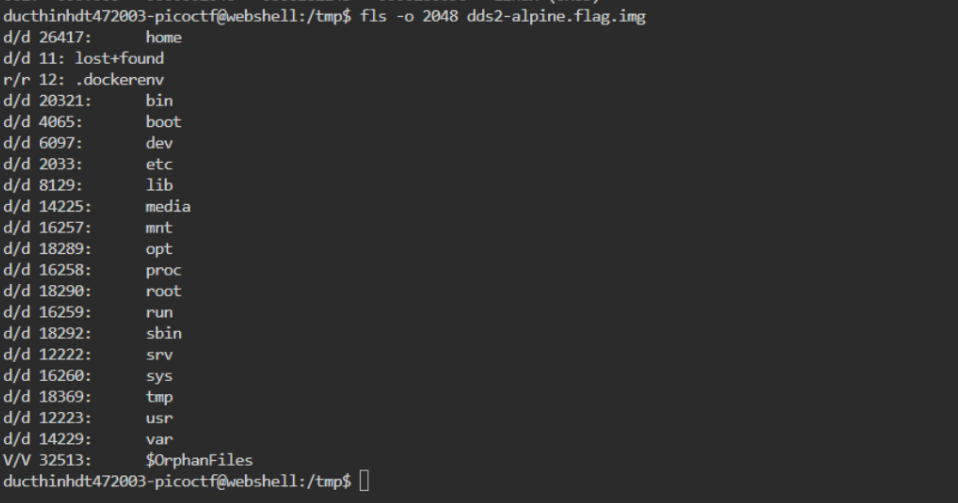 ducthinhdt472003-picoctf@webshell:/tmp$ fls -o 2048 dds2-alpine.flag.img
d/d 26417:      home
d/d 11: lost+found
r/r 12: .dockerenv
d/d 20321:      bin
d/d 4065:       boot
d/d 6097:       dev
d/d 2033:       etc
d/d 8129:       lib
d/d 14225:      media
d/d 16257:      mnt
d/d 18289:      opt
d/d 16258:      proc
d/d 18290:      root
d/d 16259:      run
d/d 18292:      sbin
d/d 12222:      srv
d/d 16260:      sys
d/d 18369:      tmp
d/d 12223:      usr
d/d 14229:      var
V/V 32513:      $OrphanFiles
ducthinhdt472003-picoctf@webshell:/tmp$